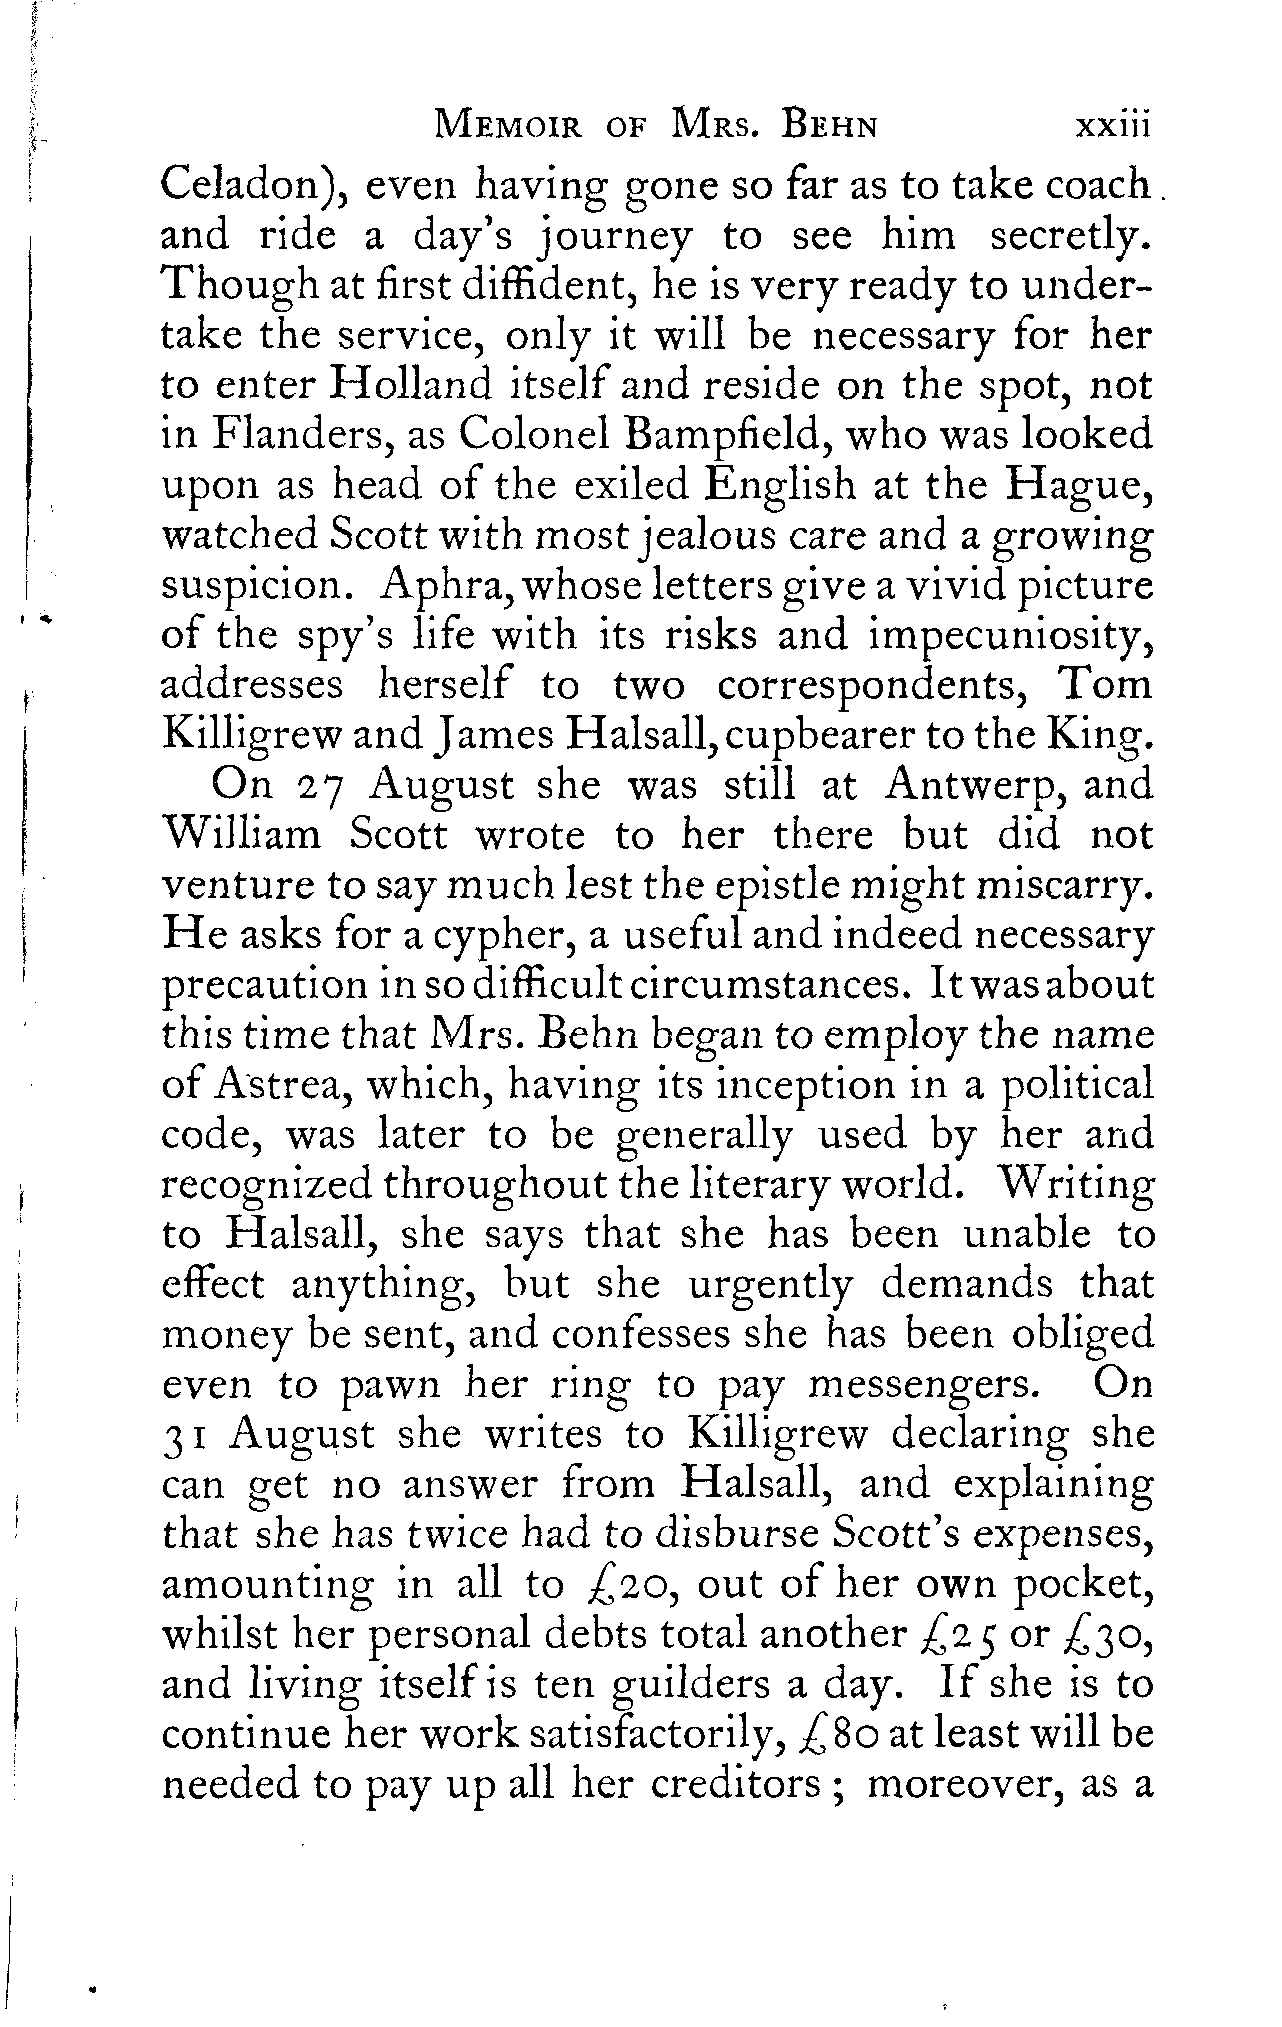 MEMOIR OF MRS. BEHN xxiii
Celadon), even having gone so far as to take coach
and ride a day's journey to see him secretly.
Though at first diffident, he is very ready to under-
take the service, only it will be necessary for her
to enter Holland itself and reside on the spot, not
in Flanders, as Colonel Bampfield, who was looked
upon as head of the exiled English at the Hague,
watched Scott with most jealous care and a growing
suspicion. Aphra, whose letters give a vivid picture
of the spy's life with its risks and impecuniosity,
addresses herself to two correspondents, Tom
Killigrew and James Halsall, cupbearer to the King.
On 27 August she was still at Antwerp, and
William Scott wrote to her there but did not
venture to say much lest the epistle might miscarry.
He asks for a cypher, a useful and indeed necessary
precaution in so difficult circumstances. It was about
this time that Mrs. Behn began to employ the name
of Astrea, which, having its inception in a political
code, was later to be generally used by her and
recognized throughout the literary world. Writing
to Halsall, she says that she has been unable to
effect anything, but she urgently demands that
money be sent, and confesses she has been obliged
even to pawn her ring to pay messengers. On
31 August she writes to Killigrew declaring she
can get no answer from Halsall, and explaining
that she has twice had to disburse Scott's expenses,
amounting in all to £20, out of her own pocket,
whilst her personal debts total another £25 or £30,
and living itself is ten guilders a day. If she is to
continue her work satisfactorily, £80 at least will be
needed to pay up all her creditors ; moreover, as a